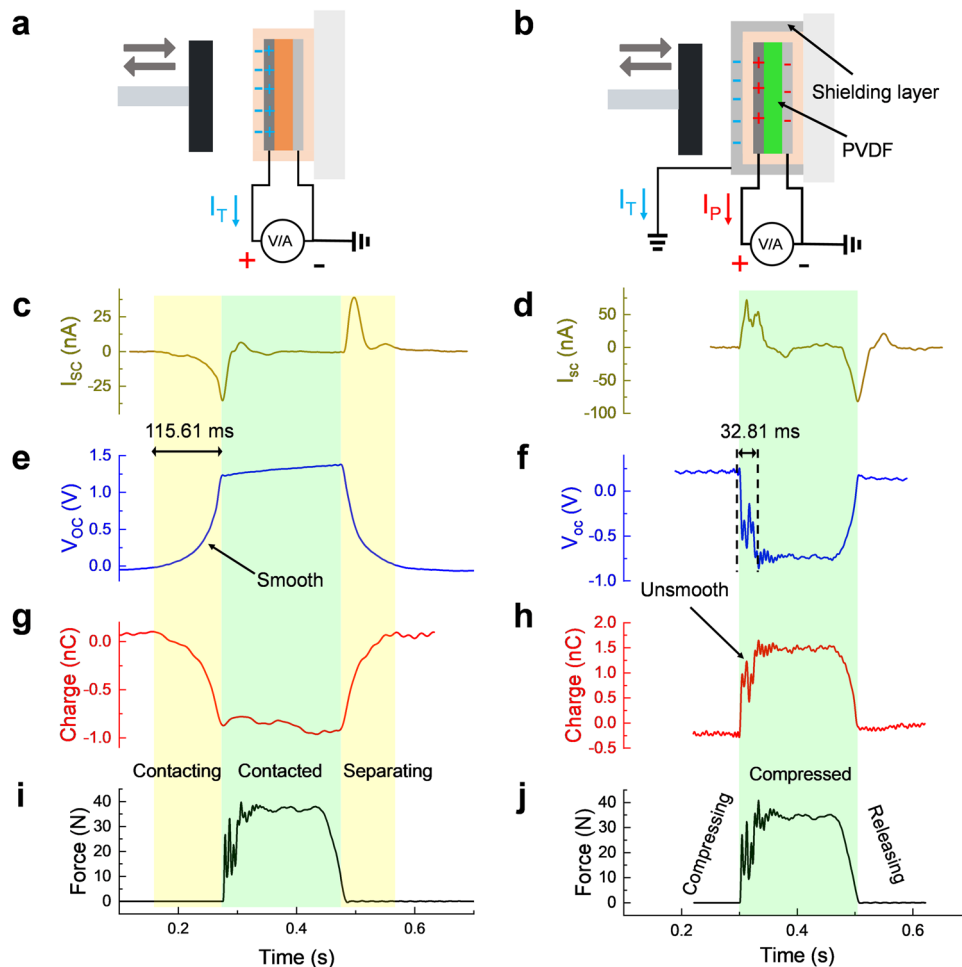 a
b
+
+
+
+
+
-
-
-
-
-
-
-
-
-
-
+
+
+
-
-
-
Shielding layer
PVDF
I_T
V/A
+
-
I_T
I_P
V/A
+
-
c
I_SC (nA)
25
0
-25
d
I_SC (nA)
50
0
-50
-100
115.61 ms
32.81 ms
e
V_OC (V)
1.5
1.0
0.5
0.0
Smooth
f
V_oc (V)
0.0
-0.5
-1.0
g
Charge (nC)
0.0
-0.5
-1.0
Unsmooth
h
Charge (nC)
2.0
1.5
1.0
0.5
0.0
-0.5
Contacting
Contacted
Separating
Compressed
i
Force (N)
40
30
20
10
0
0.2
0.4
0.6
Time (s)
j
Force (N)
40
30
20
10
0
Compressing
Releasing
0.2
0.4
0.6
Time (s)